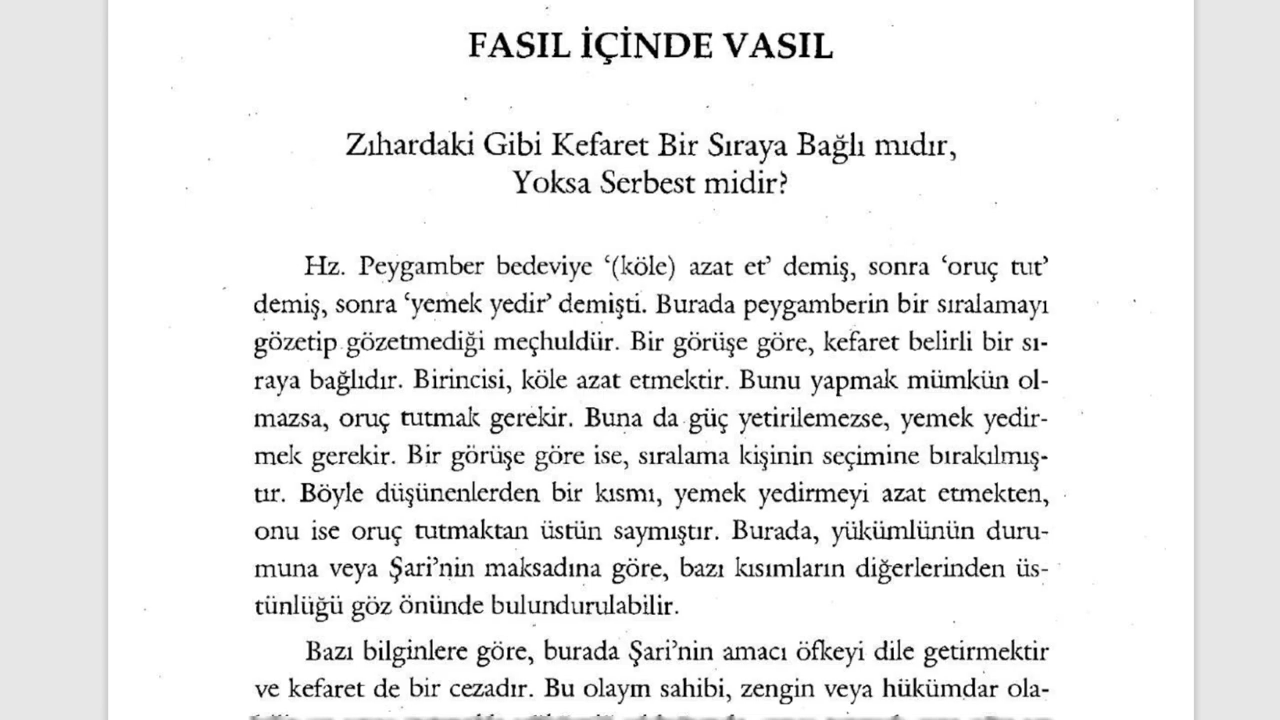 FASIL İÇİNDE VASIL
Zıhardaki Gibi Kefaret Bir Sıraya Bağlı mıdır,
Yoksa Serbest midir?
Hz. Peygamber bedeviye ‘(köle) azat et’ demiş, sonra ‘oruç tut’
demiş, sonra ‘yemek yedir’ demişti. Burada peygamberin bir sıralamayı
gözetip gözetmediği meçhuldür. Bir görüşe göre, kefaret belirli bir sı-
raya bağlıdır. Birincisi, köle azat etmektir. Bunu yapmak mümkün ol-
mazsa, oruç tutmak gerekir. Buna da güç yetirilemezse, yemek yedir-
mek gerekir. Bir görüşe göre ise, sıralama kişinin seçimine bırakılmış-
tır. Böyle düşünenlerden bir kısmı, yemek yedirmeyi azat etmekten,
onu ise oruç tutmaktan üstün saymıştır. Burada, yükümlünün duru-
muna veya Şari’nin maksadına göre, bazı kısımların diğerlerinden üs-
tünlüğü göz önünde bulundurulabilir.
Bazı bilginlere göre, burada Şari’nin amacı öfkeyi dile getirmektir
ve kefaret de bir cezadır. Bu olayın sahibi, zengin veya hükümdar ola-